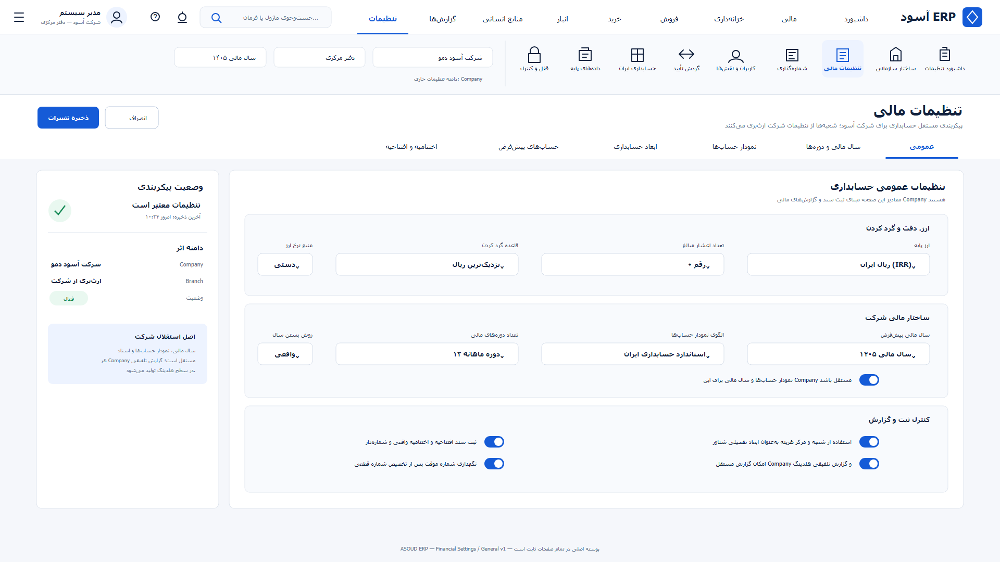 آسود ERP
داشبورد
مالی
خزانه‌داری
فروش
خرید
انبار
منابع انسانی
گزارش‌ها
تنظیمات
جست‌وجوی ماژول یا فرمان...
?
مدیر سیستم
شرکت آسود — دفتر مرکزی
داشبورد تنظیمات
ساختار سازمانی
تنظیمات مالی
شماره‌گذاری
کاربران و نقش‌ها
گردش تأیید
حسابداری ایران
داده‌های پایه
قفل و کنترل
شرکت آسود دمو
دفتر مرکزی
سال مالی ۱۴۰۵
دامنه تنظیمات جاری: Company
تنظیمات مالی
پیکربندی مستقل حسابداری برای شرکت آسود؛ شعبه‌ها از تنظیمات شرکت ارث‌بری می‌کنند
انصراف
ذخیره تغییرات
عمومی
سال مالی و دوره‌ها
نمودار حساب‌ها
ابعاد حسابداری
حساب‌های پیش‌فرض
اختتامیه و افتتاحیه
تنظیمات عمومی حسابداری
هستند Company مقادیر این صفحه مبنای ثبت سند و گزارش‌های مالی
ارز، دقت و گرد کردن
ارز پایه
تعداد اعشار مبالغ
قاعده گرد کردن
منبع نرخ ارز
ریال ایران (IRR)
۰ رقم
نزدیک‌ترین ریال
دستی
ساختار مالی شرکت
سال مالی پیش‌فرض
الگوی نمودار حساب‌ها
تعداد دوره‌های مالی
روش بستن سال
سال مالی ۱۴۰۵
استاندارد حسابداری ایران
۱۲ دوره ماهانه
واقعی
مستقل باشد Company نمودار حساب‌ها و سال مالی برای این
کنترل ثبت و گزارش
استفاده از شعبه و مرکز هزینه به‌عنوان ابعاد تفصیلی شناور
ثبت سند افتتاحیه و اختتامیه واقعی و شماره‌دار
و گزارش تلفیقی هلدینگ Company امکان گزارش مستقل
نگهداری شماره موقت پس از تخصیص شماره قطعی
وضعیت پیکربندی
تنظیمات معتبر است
آخرین ذخیره: امروز ۱۰:۲۴
دامنه اثر
Company
شرکت آسود دمو
Branch
ارث‌بری از شرکت
وضعیت
فعال
اصل استقلال شرکت
سال مالی، نمودار حساب‌ها و اسناد
مستقل است؛ گزارش تلفیقی Company هر
در سطح هلدینگ تولید می‌شود.
ASOUD ERP — Financial Settings / General v1 — پوسته اصلی در تمام صفحات ثابت است